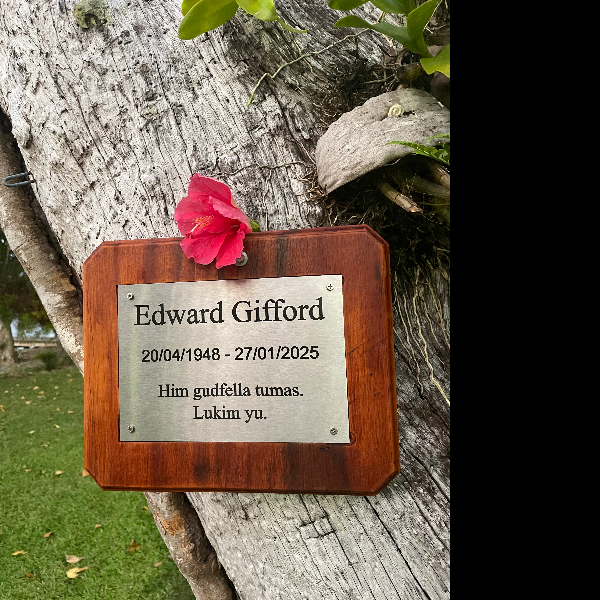 Edward Gifford
20/04/1948 - 27/01/2025
Him gudfella tumas.
Lukim yu.